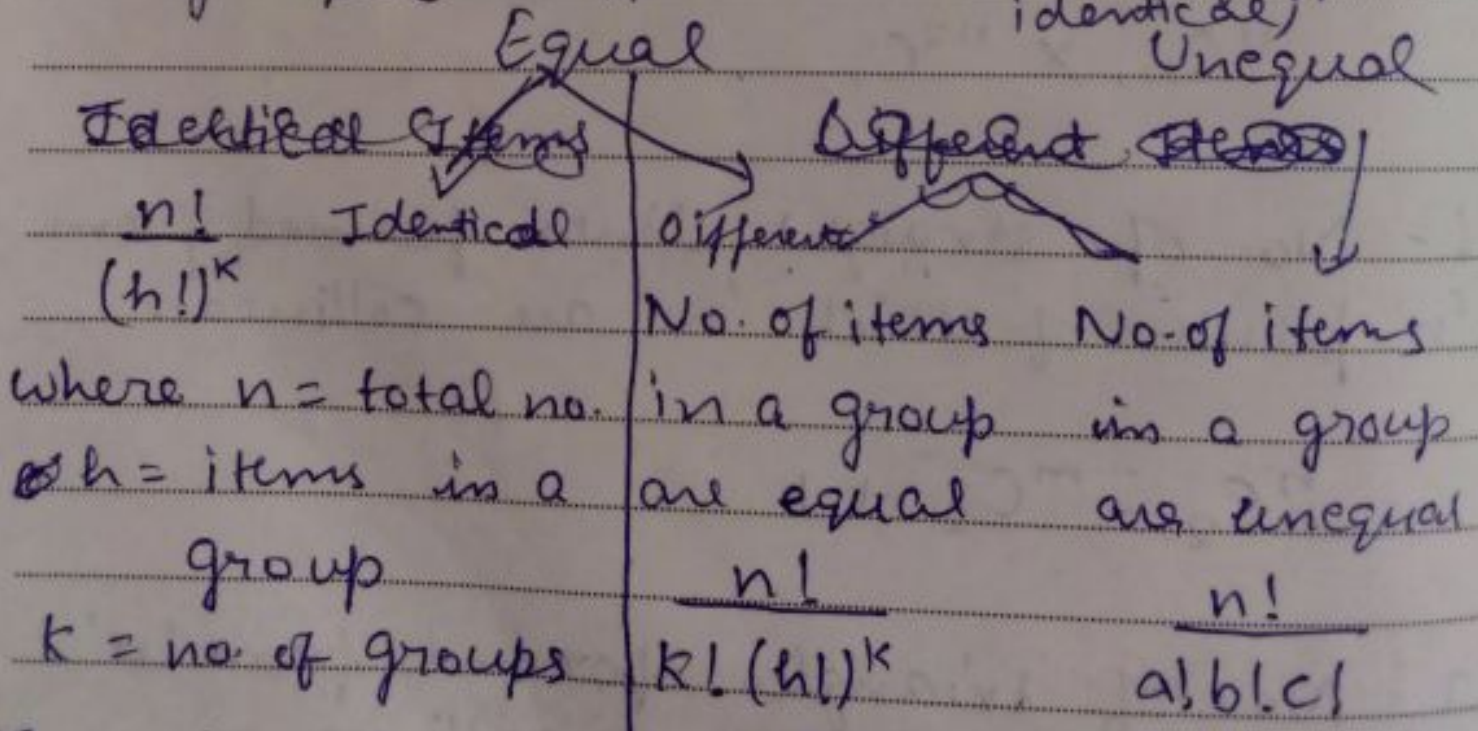 identical,
Equal Unequal
Identical Items Different Items
n! Identical Different
(h!)^k
No. of items No. of items
where n = total no. in a group in a group
h = items in a are equal are unequal
group n! n!
k = no. of groups k! (h!)^k a! b! c!